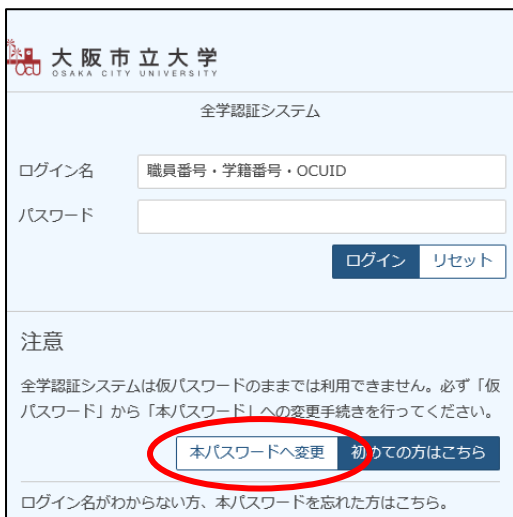 OCU
大阪市立大学
OSAKA CITY UNIVERSITY
全学認証システム
ログイン名
職員番号・学籍番号・OCUID
パスワード
ログイン リセット
注意
全学認証システムは仮パスワードのままでは利用できません。必ず「仮
パスワード」から「本パスワード」への変更手続きを行ってください。
本パスワードへ変更 初めての方はこちら
ログイン名がわからない方、本パスワードを忘れた方はこちら。